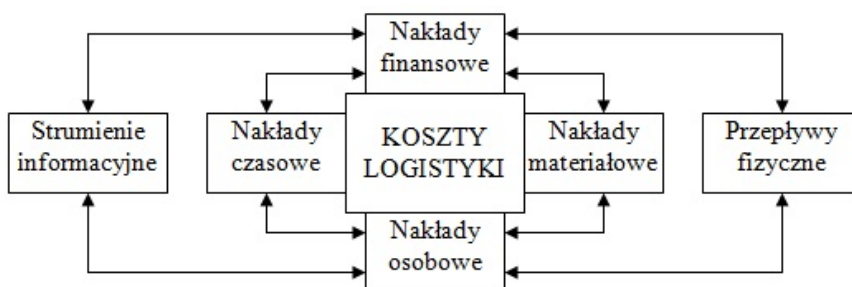 Nakłady
finansowe
Strumienie
informacyjne
Nakłady
czasowe
KOSZTY
LOGISTYKI
Nakłady
materiałowe
Przepływy
fizyczne
Nakłady
osobowe